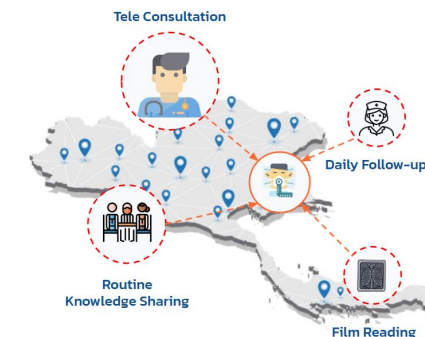 Tele Consultation
Daily Follow-up
Routine
Knowledge Sharing
Film Reading